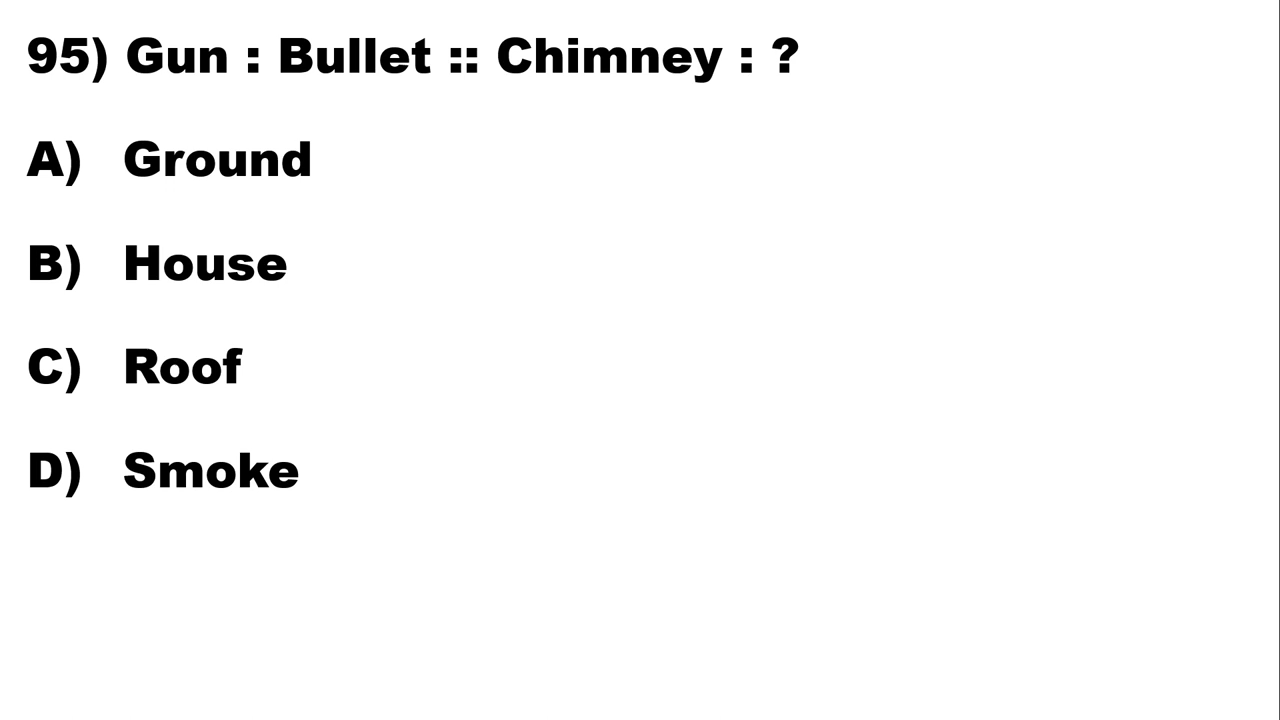 95) Gun : Bullet :: Chimney : ?
A) Ground
B) House
C) Roof
D) Smoke